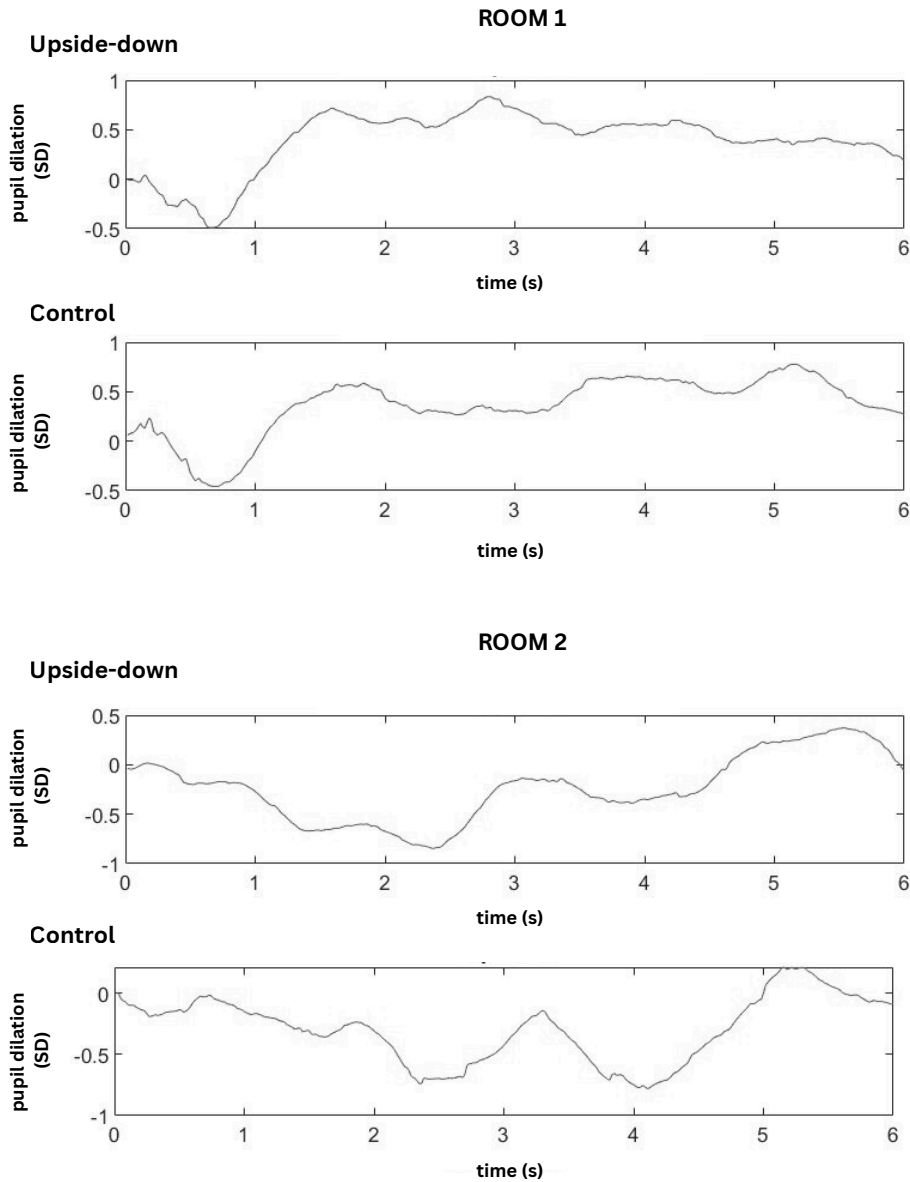 ROOM 1
Upside-down
1
0.5
0
-0.5
pupil dilation
(SD)
0 1 2 3 4 5 6
time (s)
Control
1
0.5
0
-0.5
pupil dilation
(SD)
0 1 2 3 4 5 6
time (s)
ROOM 2
Upside-down
0.5
0
-0.5
-1
pupil dilation
(SD)
0 1 2 3 4 5 6
time (s)
Control
0
-0.5
-1
pupil dilation
(SD)
0 1 2 3 4 5 6
time (s)